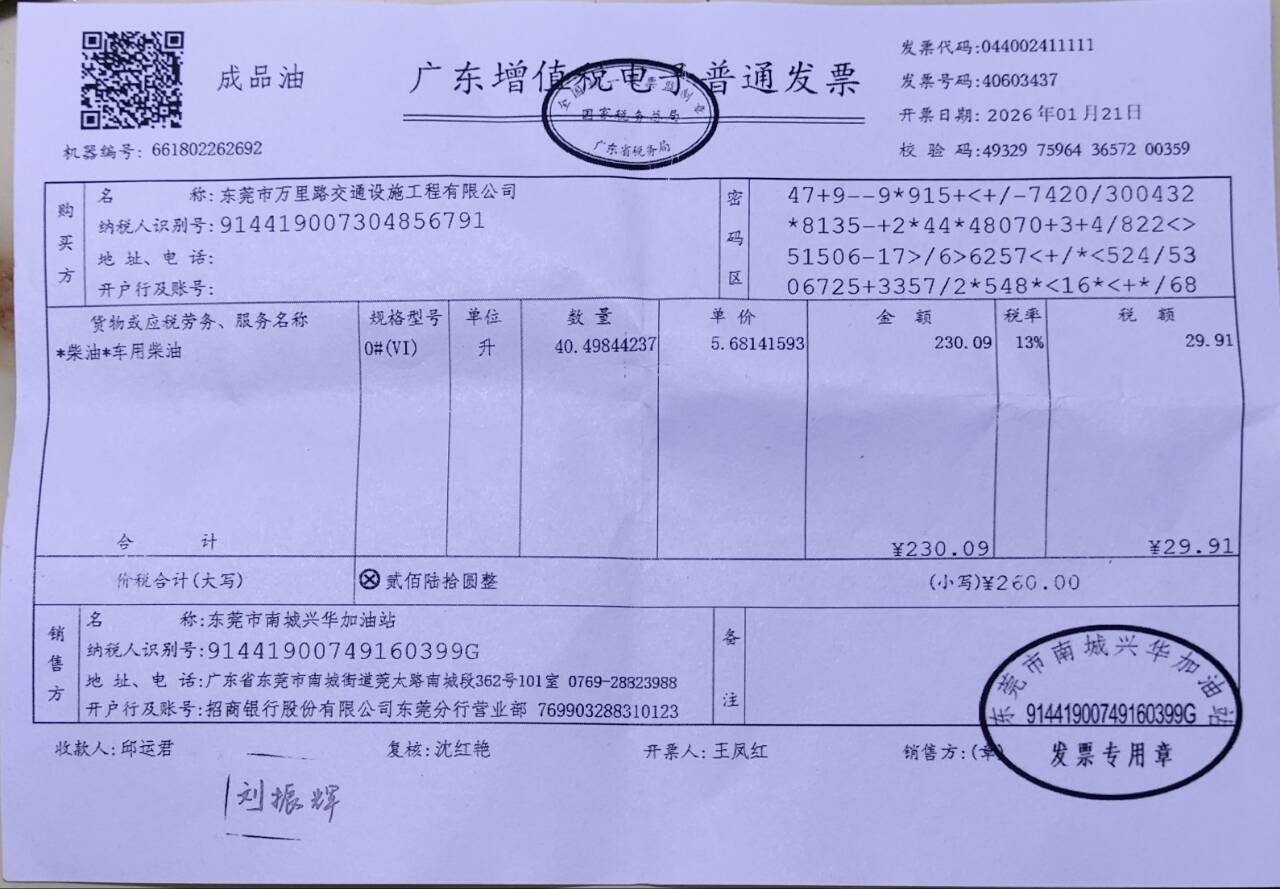 成品油
广东增值税电子普通发票
国家税务总局
广东省税务局
发票代码:044002411111
发票号码:40603437
开票日期: 2026 年01 月21日
校 验 码:49329 75964 36572 00359
机器编号: 661802262692
购买方
名 称:东莞市万里路交通设施工程有限公司
纳税人识别号:914419007304856791
地 址、电 话:
开户行及账号:
密码区
47+9--9*915+<+/-7420/300432
*8135-+2*44*48070+3+4/822<>
51506-17>/6>6257<+/*<524/53
06725+3357/2*548*<16*<+*/68
货物或应税劳务、服务名称 规格型号 单位 数 量 单 价 金 额 税率 税 额
*柴油*车用柴油 0#(VI) 升 40.49844237 5.68141593 230.09 13% 29.91
合 计 ¥230.09 ¥29.91
价税合计(大写) ⊗贰佰陆拾圆整 (小写)¥260.00
销售方
名 称:东莞市南城兴华加油站
纳税人识别号:91441900749160399G
地 址、电 话:广东省东莞市南城街道莞太路南城段362号101室 0769-28823988
开户行及账号:招商银行股份有限公司东莞分行营业部 769903288310123
备注
东莞市南城兴华加油站
91441900749160399G
发票专用章
收款人:邱运君 复核:沈红艳 开票人:王凤红 销售方:(章)
刘振辉